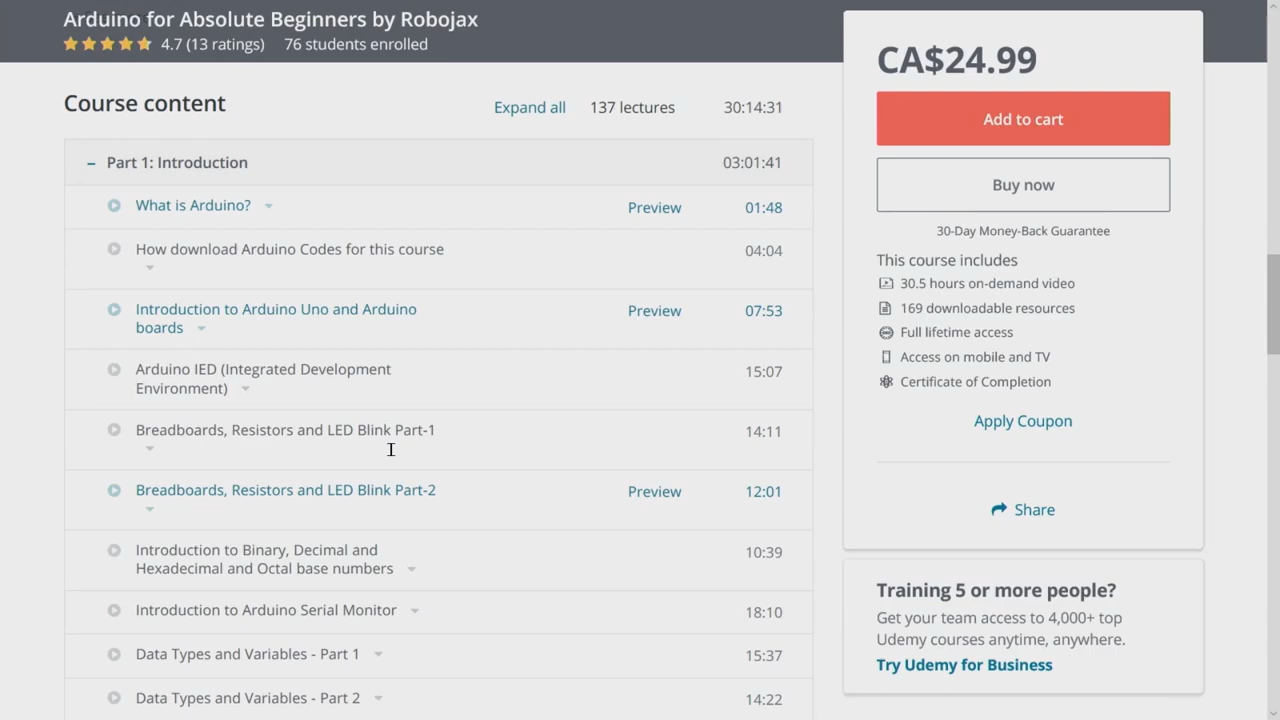 Arduino for Absolute Beginners by Robojax
4.7 (13 ratings) 76 students enrolled
Course content
Expand all 137 lectures 30:14:31
Part 1: Introduction 03:01:41
What is Arduino? Preview 01:48
How download Arduino Codes for this course 04:04
Introduction to Arduino Uno and Arduino
boards Preview 07:53
Arduino IED (Integrated Development
Environment) 15:07
Breadboards, Resistors and LED Blink Part-1 14:11
Breadboards, Resistors and LED Blink Part-2 Preview 12:01
Introduction to Binary, Decimal and
Hexadecimal and Octal base numbers 10:39
Introduction to Arduino Serial Monitor 18:10
Data Types and Variables - Part 1 15:37
Data Types and Variables - Part 2 14:22
CA$24.99
Add to cart
Buy now
30-Day Money-Back Guarantee
This course includes
30.5 hours on-demand video
169 downloadable resources
Full lifetime access
Access on mobile and TV
Certificate of Completion
Apply Coupon
Share
Training 5 or more people?
Get your team access to 4,000+ top
Udemy courses anytime, anywhere.
Try Udemy for Business